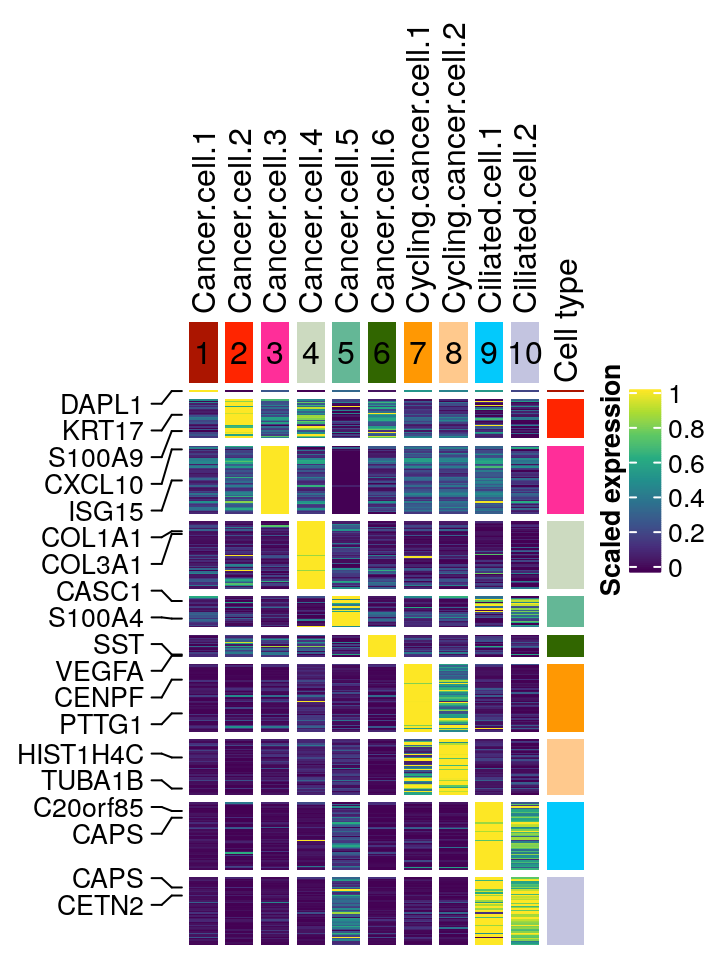 Cancer.cell.1
Cancer.cell.2
Cancer.cell.3
Cancer.cell.4
Cancer.cell.5
Cancer.cell.6
Cycling.cancer.cell.1
Cycling.cancer.cell.2
Ciliated.cell.1
Ciliated.cell.2
Cell type
1 2 3 4 5 6 7 8 9 10
DAPL1
KRT17
S100A9
CXCL10
ISG15
COL1A1
COL3A1
CASC1
S100A4
SST
VEGFA
CENPF
PTTG1
HIST1H4C
TUBA1B
C20orf85
CAPS
CAPS
CETN2
Scaled expression
1
0.8
0.6
0.4
0.2
0